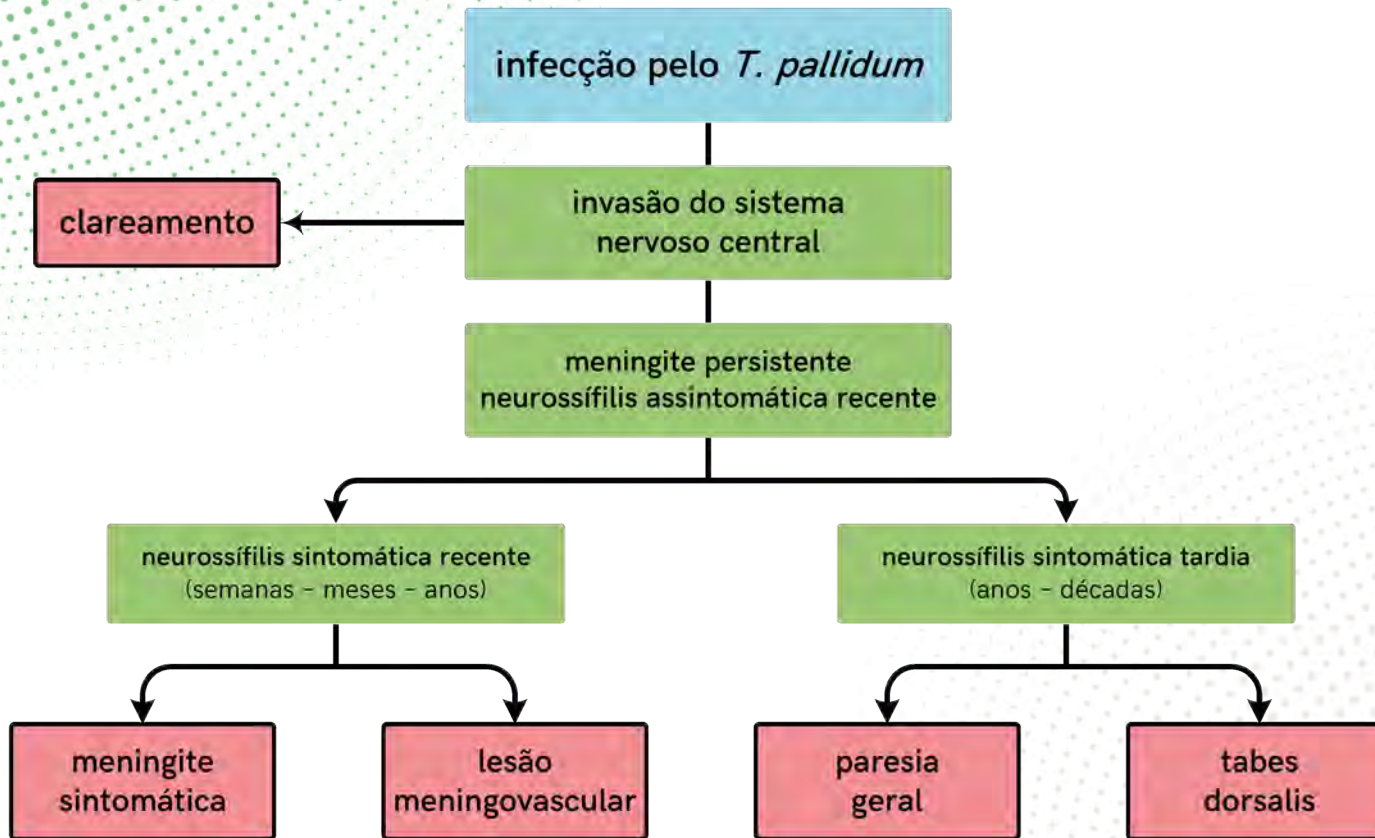 infecção pelo T. pallidum
clareamento
invasão do sistema
nervoso central
meningite persistente
neurossífilis assintomática recente
neurossífilis sintomática recente
(semanas – meses – anos)
neurossífilis sintomática tardia
(anos – décadas)
meningite
sintomática
lesão
meningovascular
paresia
geral
tabes
dorsalis